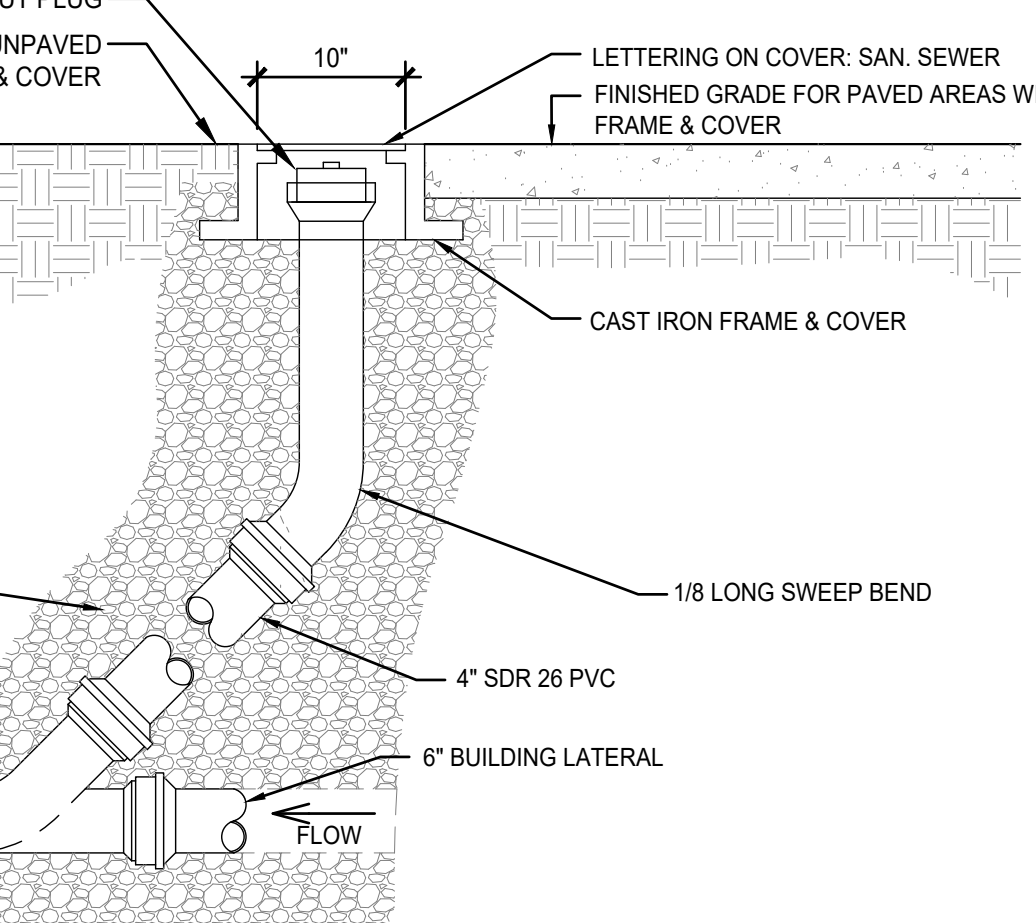 PLUG
UNPAVED
& COVER
10"
LETTERING ON COVER: SAN. SEWER
FINISHED GRADE FOR PAVED AREAS
FRAME & COVER
CAST IRON FRAME & COVER
1/8 LONG SWEEP BEND
4" SDR 26 PVC
6" BUILDING LATERAL
FLOW